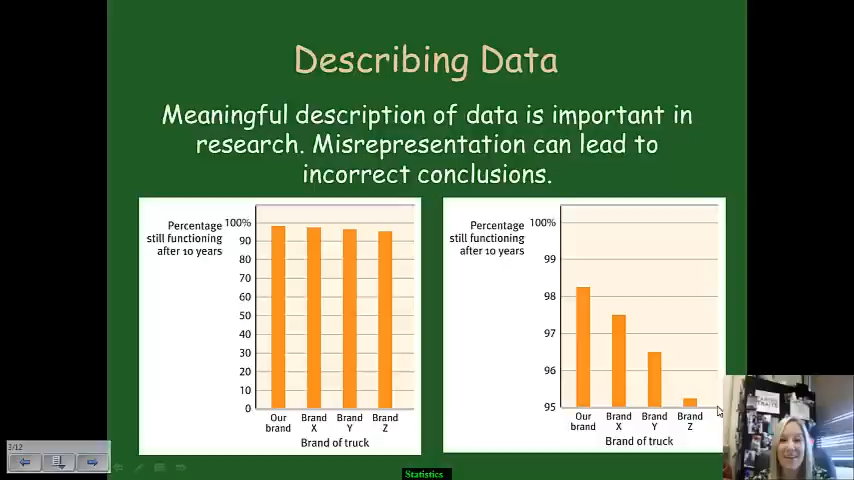 Describing Data
Meaningful description of data is important in
research. Misrepresentation can lead to
incorrect conclusions.
Percentage
still functioning
after 10 years
100%
90
80
70
60
50
40
30
20
10
0
Our
brand
Brand
X
Brand
Y
Brand
Z
Brand of truck
Percentage
still functioning
after 10 years
100%
99
98
97
96
95
Our
brand
Brand
X
Brand
Y
Brand
Z
Brand of truck
3/12
Statistics